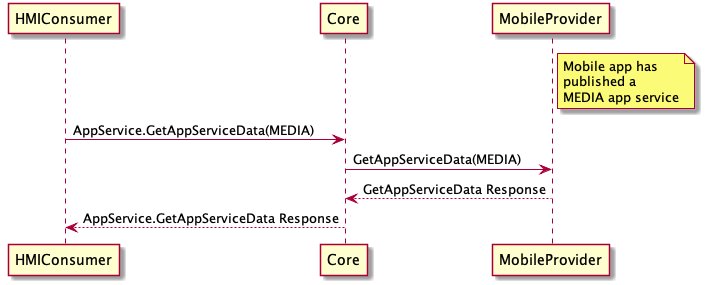 HMIConsumer
Core
MobileProvider
Mobile app has
published a
MEDIA app service
AppService.GetAppServiceData(MEDIA)
GetAppServiceData(MEDIA)
GetAppServiceData Response
AppService.GetAppServiceData Response
HMIConsumer
Core
MobileProvider